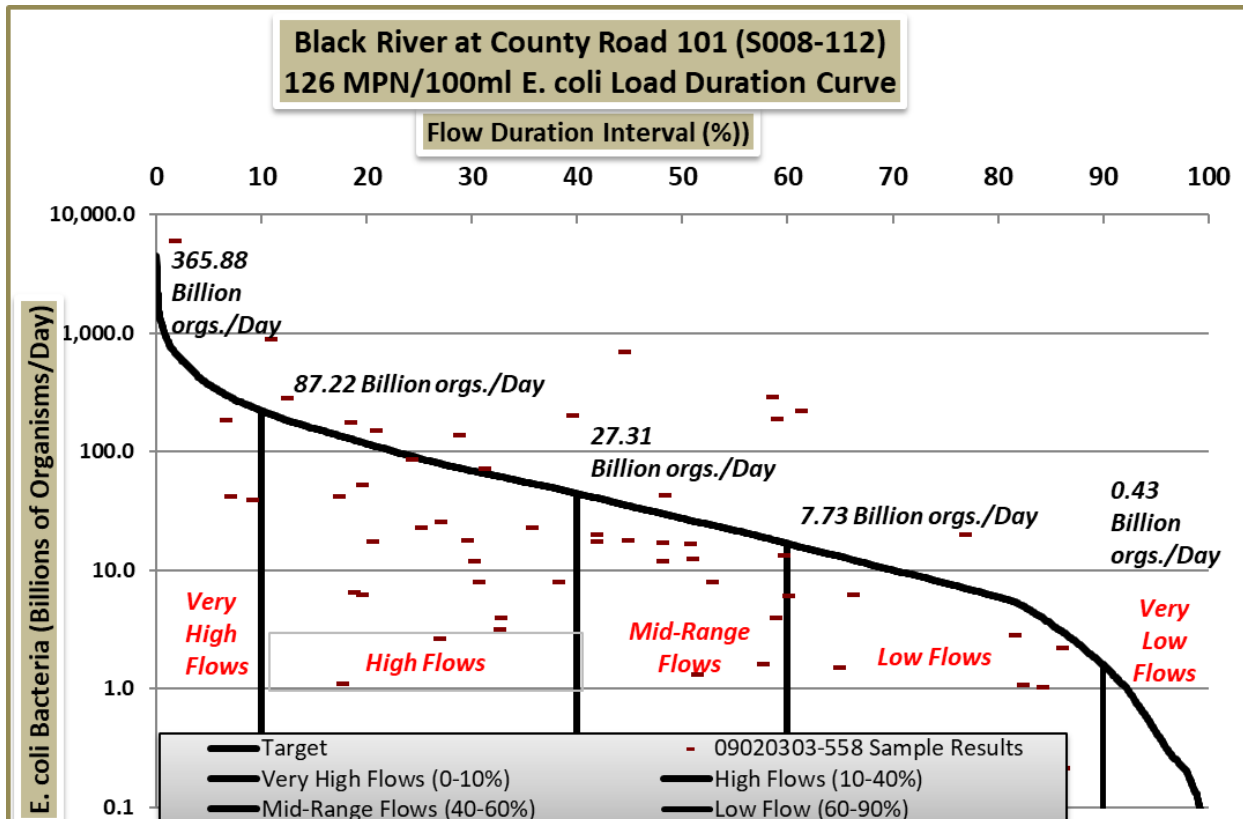 Black River at County Road 101 (S008-112)
126 MPN/100ml E. coli Load Duration Curve
Flow Duration Interval (%))
0 10 20 30 40 50 60 70 80 90 100
E. coli Bacteria (Billions of Organisms/Day)
10,000.0
1,000.0
100.0
10.0
1.0
0.1
365.88
Billion
orgs./Day
87.22 Billion orgs./Day
27.31
Billion orgs./Day
7.73 Billion orgs./Day
0.43
Billion
orgs./Day
Very
High
Flows
High Flows
Mid-Range
Flows
Low Flows
Very
Low
Flows
Target
09020303-558 Sample Results
Very High Flows (0-10%)
High Flows (10-40%)
Mid-Range Flows (40-60%)
Low Flow (60-90%)